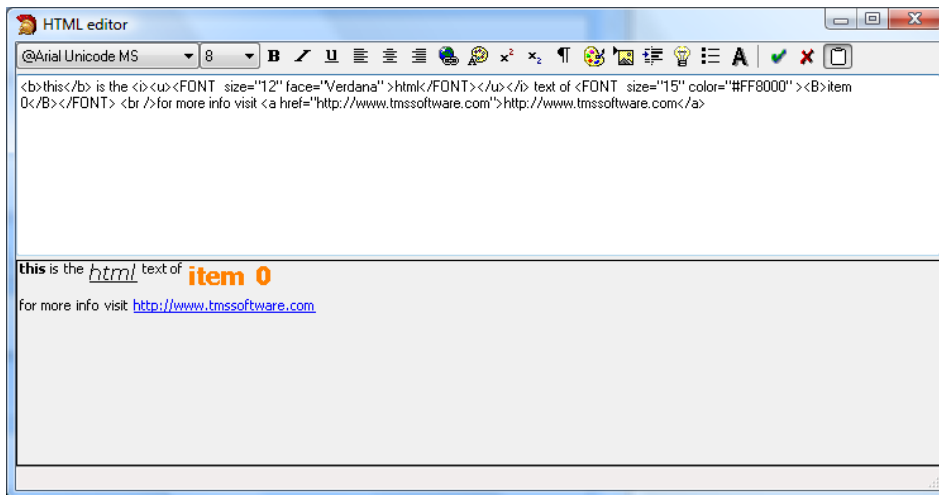 HTML editor
@Arial Unicode MS 8 B I U x² x₂ ¶ A
<b>this</b> is the <i><u><FONT  size="12" face="Verdana" >html</FONT></u></i> text of <FONT  size="15" color="#FF8000" ><B>item
0</B></FONT> <br />for more info visit <a href="http://www.tmssoftware.com">http://www.tmssoftware.com</a>
this is the html text of item 0
for more info visit http://www.tmssoftware.com